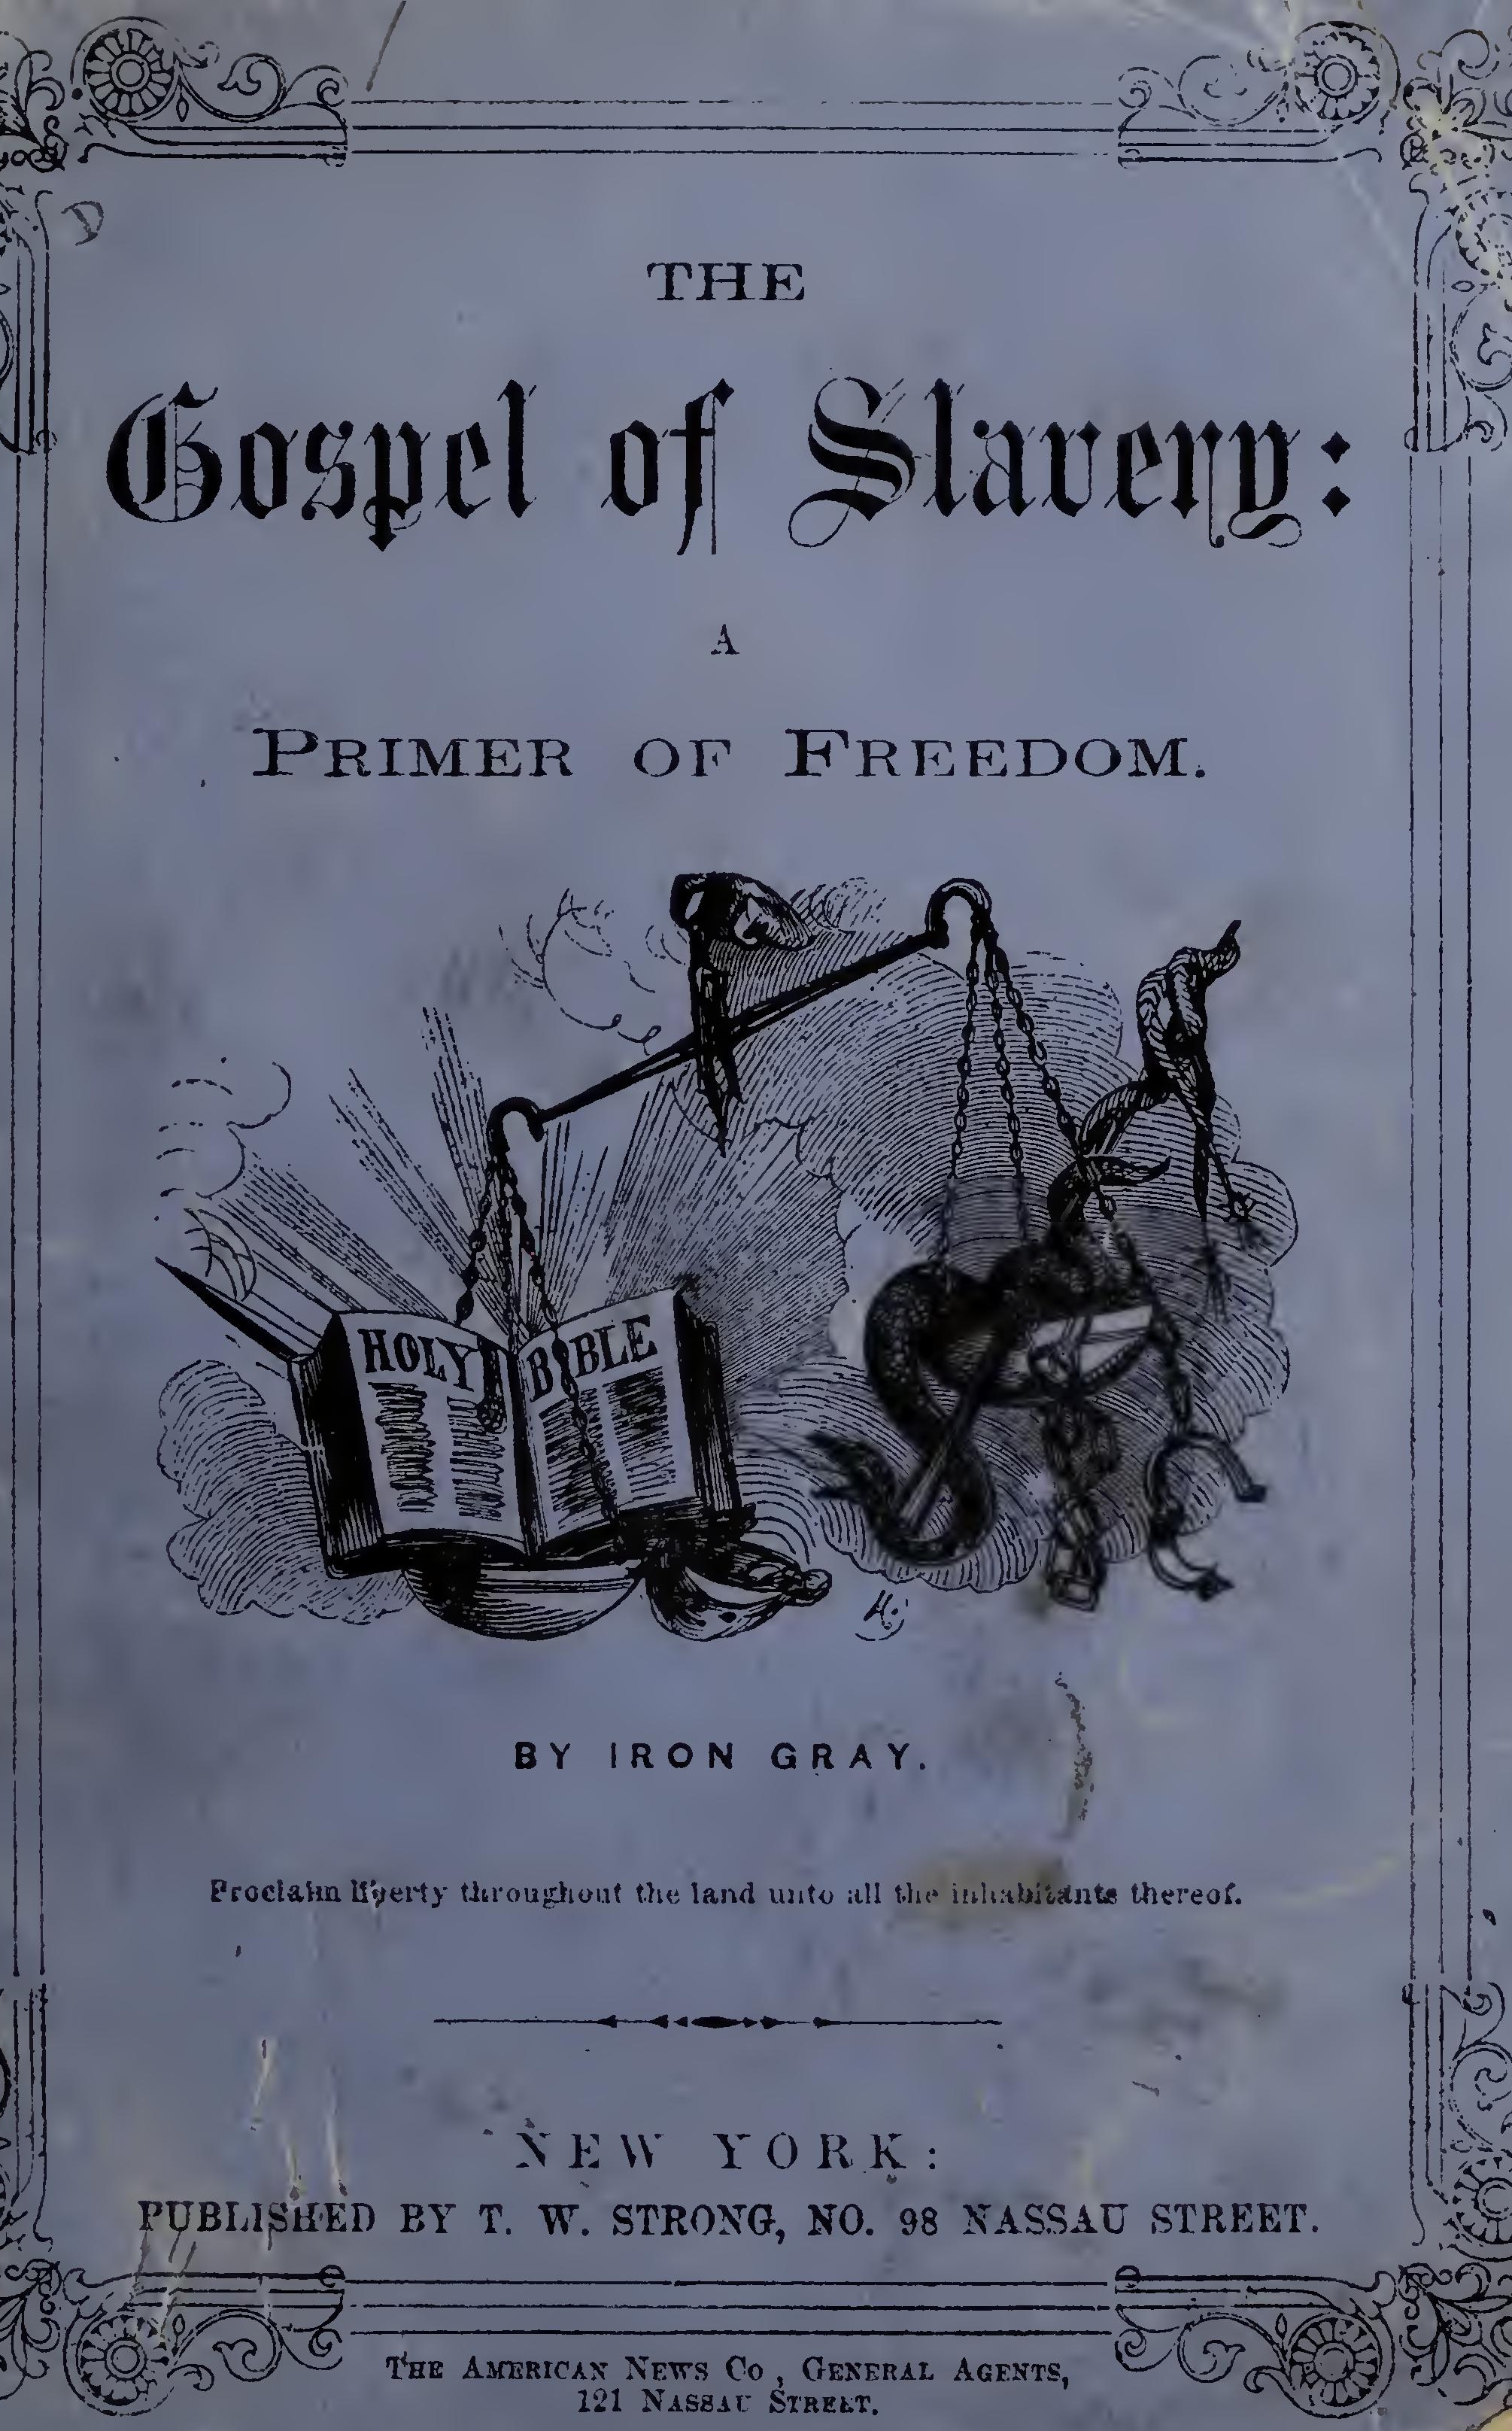 D
THE
Gospel of Slavery:
A
PRIMER OF FREEDOM.
HOLY BIBLE
H.
BY IRON GRAY.
Proclaim liberty throughout the land unto all the inhabitants thereof.
NEW YORK:
PUBLISHED BY T. W. STRONG, NO. 98 NASSAU STREET.
THE AMERICAN NEWS CO, GENERAL AGENTS,
121 NASSAU STREET.